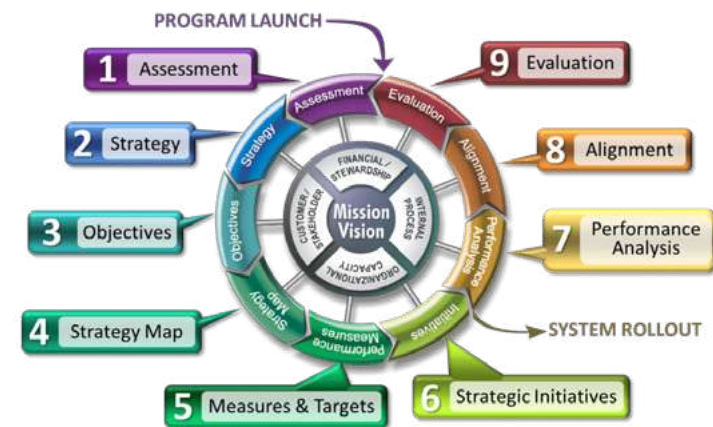 PROGRAM LAUNCH
1 Assessment
2 Strategy
3 Objectives
4 Strategy Map
5 Measures & Targets
6 Strategic Initiatives
7 Performance
Analysis
8 Alignment
9 Evaluation
SYSTEM ROLLOUT
Assessment
Strategy
Objectives
Strategy
Map
Performance
Measures
Initiatives
Performance
Analysis
Alignment
Evaluation
FINANCIAL /
STEWARDSHIP
CUSTOMER/
STAKEHOLDER
ORGANIZATIONAL
CAPACITY
INTERNAL
PROCESS
Mission
Vision